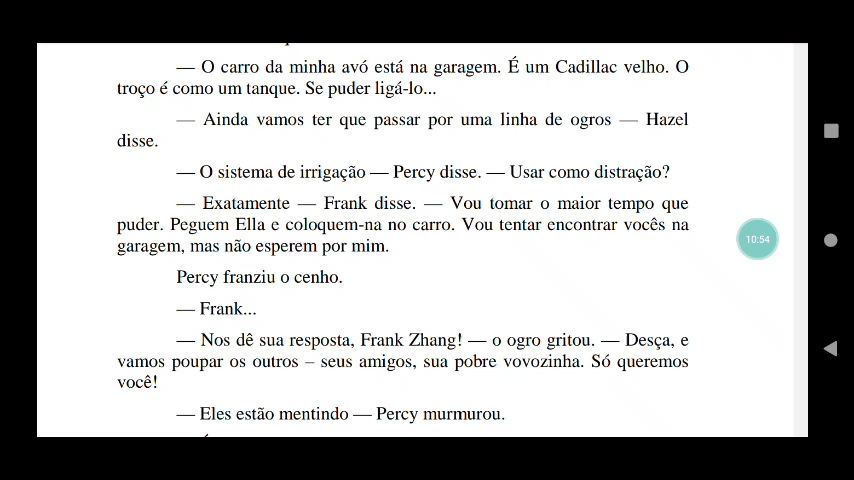 — O carro da minha avó está na garagem. É um Cadillac velho. O
troço é como um tanque. Se puder ligá-lo...
— Ainda vamos ter que passar por uma linha de ogros — Hazel
disse.
— O sistema de irrigação — Percy disse. — Usar como distração?
— Exatamente — Frank disse. — Vou tomar o maior tempo que
puder. Peguem Ella e coloquem-na no carro. Vou tentar encontrar vocês na
garagem, mas não esperem por mim.
10:54
Percy franziu o cenho.
— Frank...
— Nos dê sua resposta, Frank Zhang! — o ogro gritou. — Desça, e
vamos poupar os outros – seus amigos, sua pobre vovozinha. Só queremos
você!
— Eles estão mentindo — Percy murmurou.